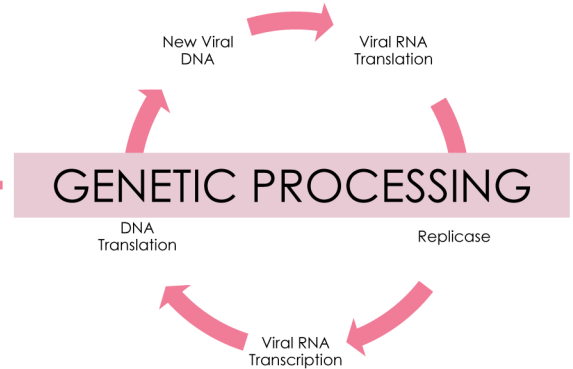 New Viral
DNA
Viral RNA
Translation
GENETIC PROCESSING
DNA
Translation
Replicase
Viral RNA
Transcription